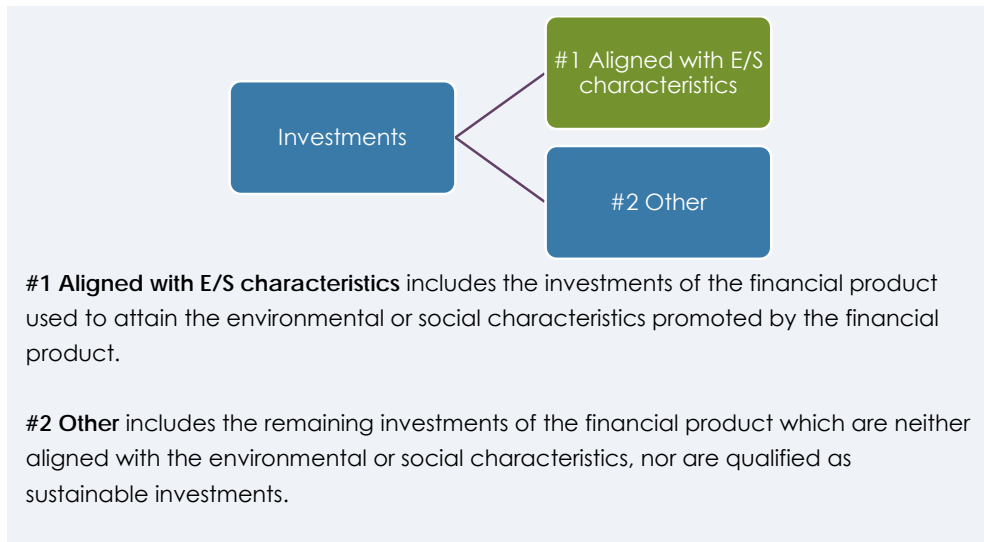 #1 Aligned with E/S
characteristics
Investments
#2 Other
#1 Aligned with E/S characteristics includes the investments of the financial product
used to attain the environmental or social characteristics promoted by the financial
product.
#2 Other includes the remaining investments of the financial product which are neither
aligned with the environmental or social characteristics, nor are qualified as
sustainable investments.